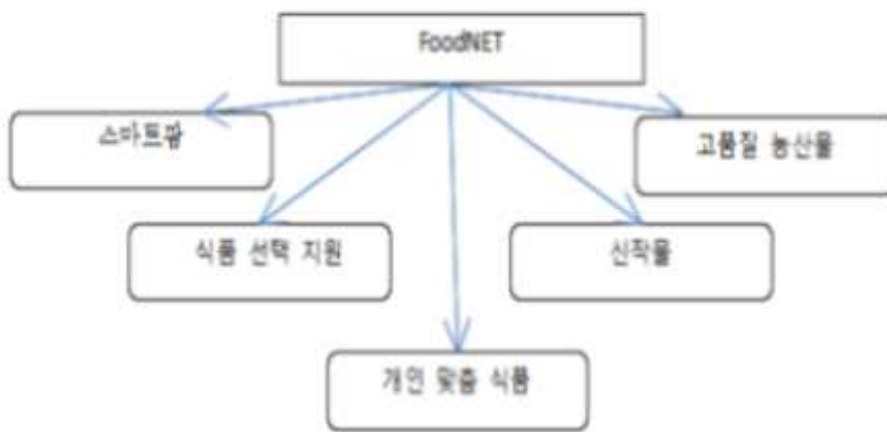 FoodNET
스마트팜
고품질 농산물
식품 선택 지원
신작물
개인 맞춤 식품